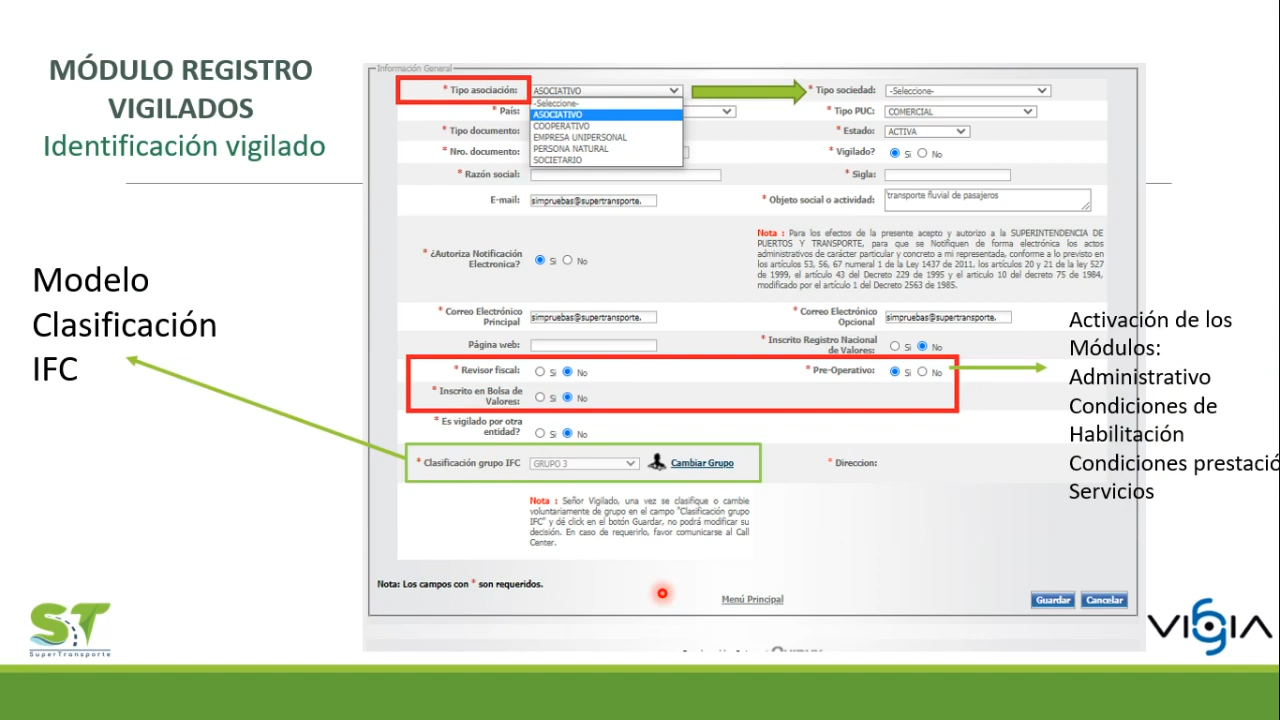 MÓDULO REGISTRO
VIGILADOS
Identificación vigilado
Modelo
Clasificación
IFC
Información General
* Tipo asociación: ASOCIATIVO
-Seleccione-
ASOCIATIVO
COOPERATIVO
EMPRESA UNIPERSONAL
PERSONA NATURAL
SOCIETARIO
* Tipo sociedad: -Seleccione-
* País:
* Tipo PUC: COMERCIAL
* Tipo documento:
* Estado: ACTIVA
* Nro. documento:
* Vigilado? Si No
* Razón social:
* Sigla:
E-mail: simpruebas@supertransporte.
* Objeto social o actividad: transporte fluvial de pasajeros
* ¿Autoriza Notificación
Electronica? Si No
Nota : Para los efectos de la presente acepto y autorizo a la SUPERINTENDENCIA DE
PUERTOS Y TRANSPORTE, para que se Notifiquen de forma electrónica los actos
administrativos de carácter particular y concreto a mi representada, conforme a lo previsto en
los artículos 53, 56, 67 numeral 1 de la Ley 1437 de 2011, los artículos 20 y 21 de la ley 527
de 1999, el artículo 43 del Decreto 229 de 1995 y el artículo 10 del decreto 75 de 1984,
modificado por el artículo 1 del Decreto 2563 de 1985.
* Correo Electrónico
Principal simpruebas@supertransporte.
* Correo Electrónico
Opcional simpruebas@supertransporte.
Página web:
* Inscrito Registro Nacional
de Valores: Si No
* Revisor fiscal: Si No
* Pre-Operativo: Si No
* Inscrito en Bolsa de
Valores: Si No
* Es vigilado por otra
entidad? Si No
* Clasificación grupo IFC GRUPO 3 Cambiar Grupo
* Direccion:
Nota : Señor Vigilado, una vez se clasifique o cambie
voluntariamente de grupo en el campo "Clasificación grupo
IFC" y dé click en el botón Guardar, no podrá modificar su
decisión. En caso de requerirlo, favor comunicarse al Call
Center.
Nota: Los campos con * son requeridos.
Menú Principal
Guardar Cancelar
Activación de los
Módulos:
Administrativo
Condiciones de
Habilitación
Condiciones prestació
Servicios
ST
SuperTransporte
VIGIA